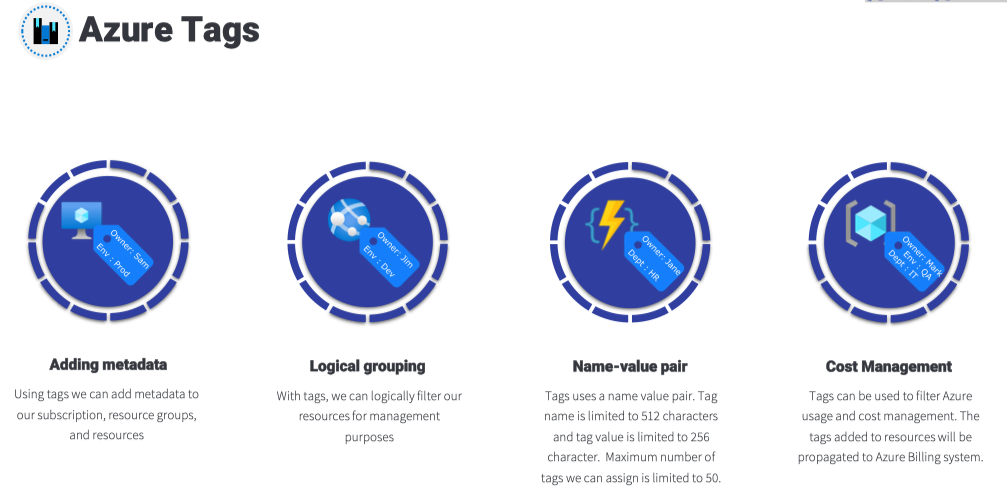 Azure Tags
Owner: Sam
Env : Prod
Owner: Jim
Env : Dev
Owner: Jane
Dept : HR
Owner: Mark
Env : QA
Dept : IT
Adding metadata
Using tags we can add metadata to
our subscription, resource groups,
and resources
Logical grouping
With tags, we can logically filter our
resources for management
purposes
Name-value pair
Tags uses a name value pair. Tag
name is limited to 512 characters
and tag value is limited to 256
character. Maximum number of
tags we can assign is limited to 50.
Cost Management
Tags can be used to filter Azure
usage and cost management. The
tags added to resources will be
propagated to Azure Billing system.